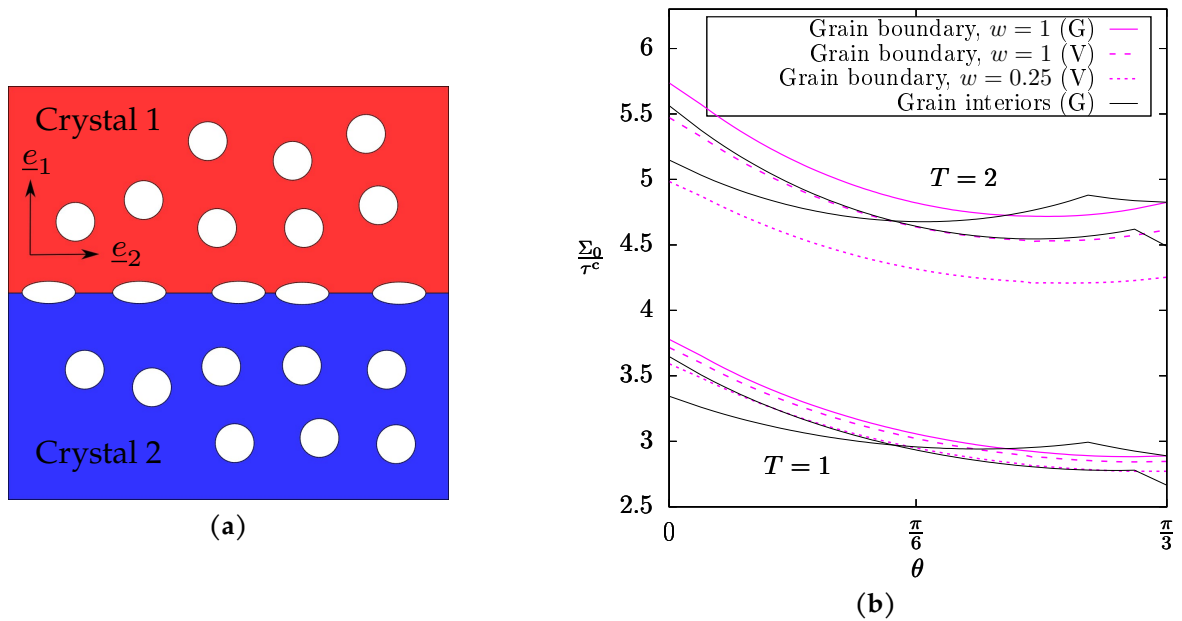 Crystal 1
e1
e2
Crystal 2
(a)
Grain boundary, w = 1 (G)
Grain boundary, w = 1 (V)
Grain boundary, w = 0.25 (V)
Grain interiors (G)
6
5.5
5
4.5
4
3.5
3
2.5
Σ0/τc
T = 2
T = 1
0
π/6
π/3
θ
(b)